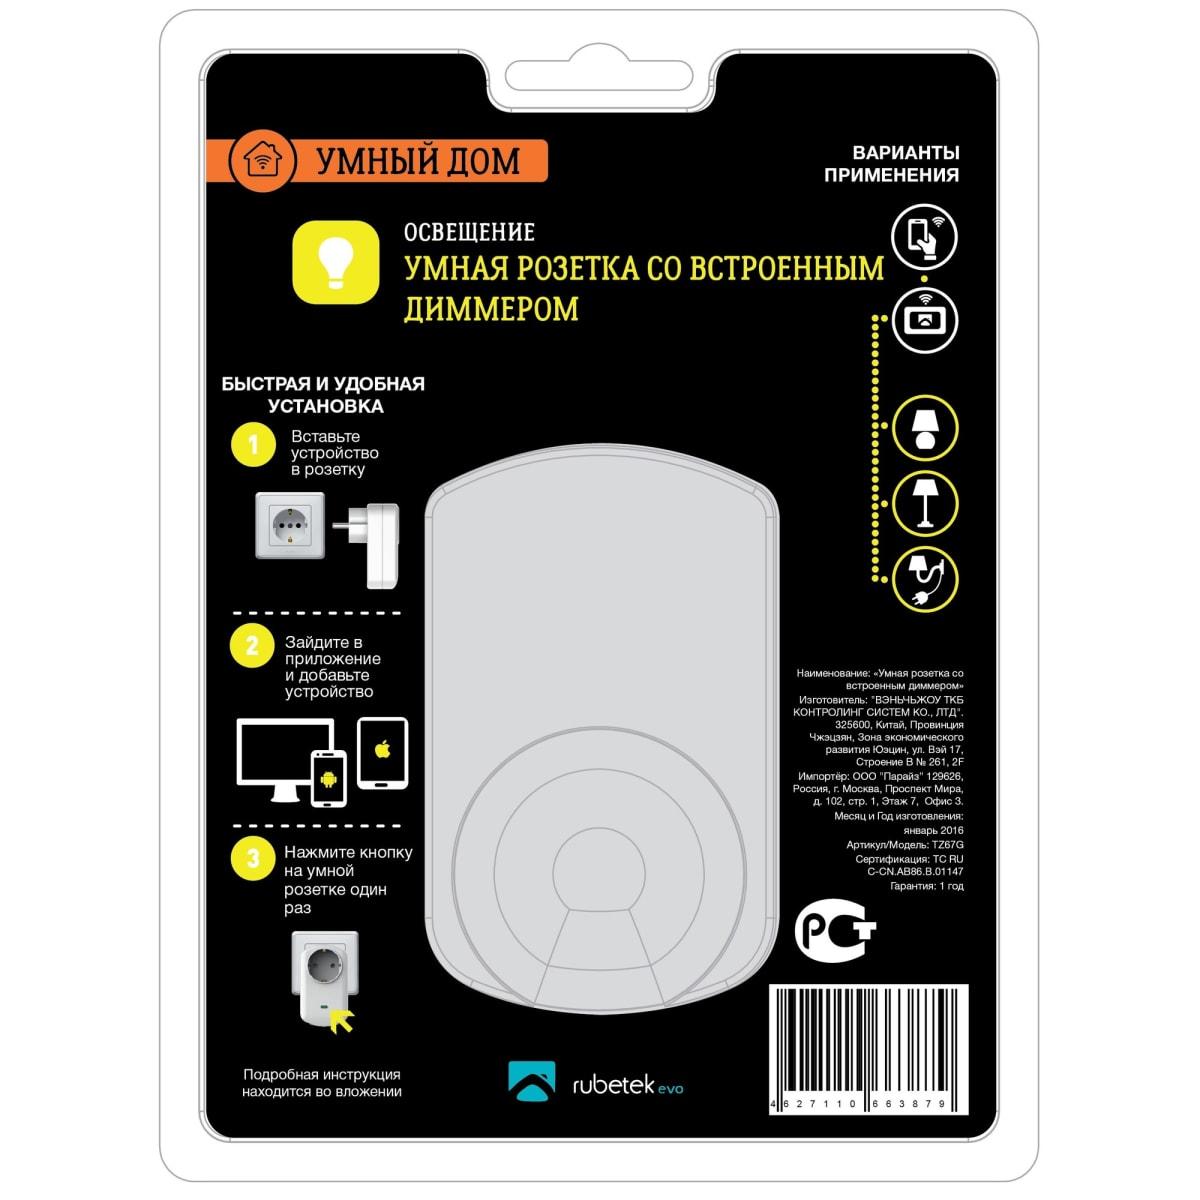 УМНЫЙ ДОМ
ВАРИАНТЫ
ПРИМЕНЕНИЯ
ОСВЕЩЕНИЕ
УМНАЯ РОЗЕТКА СО ВСТРОЕННЫМ
ДИММЕРОМ
БЫСТРАЯ И УДОБНАЯ
УСТАНОВКА
1
Вставьте
устройство
в розетку
2
Зайдите в
приложение
и добавьте
устройство
3
Нажмите кнопку
на умной
розетке один
раз
Подробная инструкция
находится во вложении
rubetek evo
Наименование: «Умная розетка со
встроенным диммером»
Изготовитель: "ВЭНЬЧЬЖОУ ТКБ
КОНТРОЛИНГ СИСТЕМ КО., ЛТД".
325600, Китай, Провинция
Чжэцзян, Зона экономического
развития Юэцин, ул. Вэй 17,
Строение В № 261, 2F
Импортёр: ООО "Парайз" 129626,
Россия, г. Москва, Проспект Мира,
д. 102, стр. 1, Этаж 7, Офис 3.
Месяц и Год изготовления:
январь 2016
Артикул/Модель: TZ67G
Сертификация: ТС RU
C-CN.AB86.B.01147
Гарантия: 1 год
РСТ
4 627110 663879